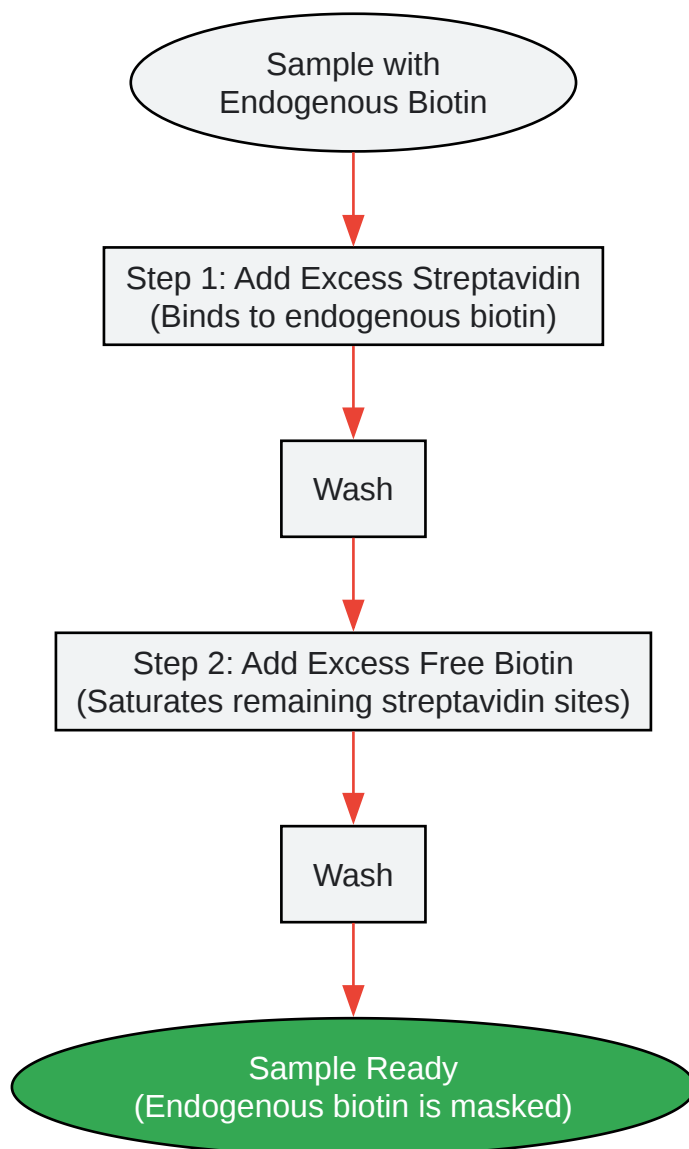 Sample with
Endogenous Biotin
Step 1: Add Excess Streptavidin
(Binds to endogenous biotin)
Wash
Step 2: Add Excess Free Biotin
(Saturates remaining streptavidin sites)
Wash
Sample Ready
(Endogenous biotin is masked)